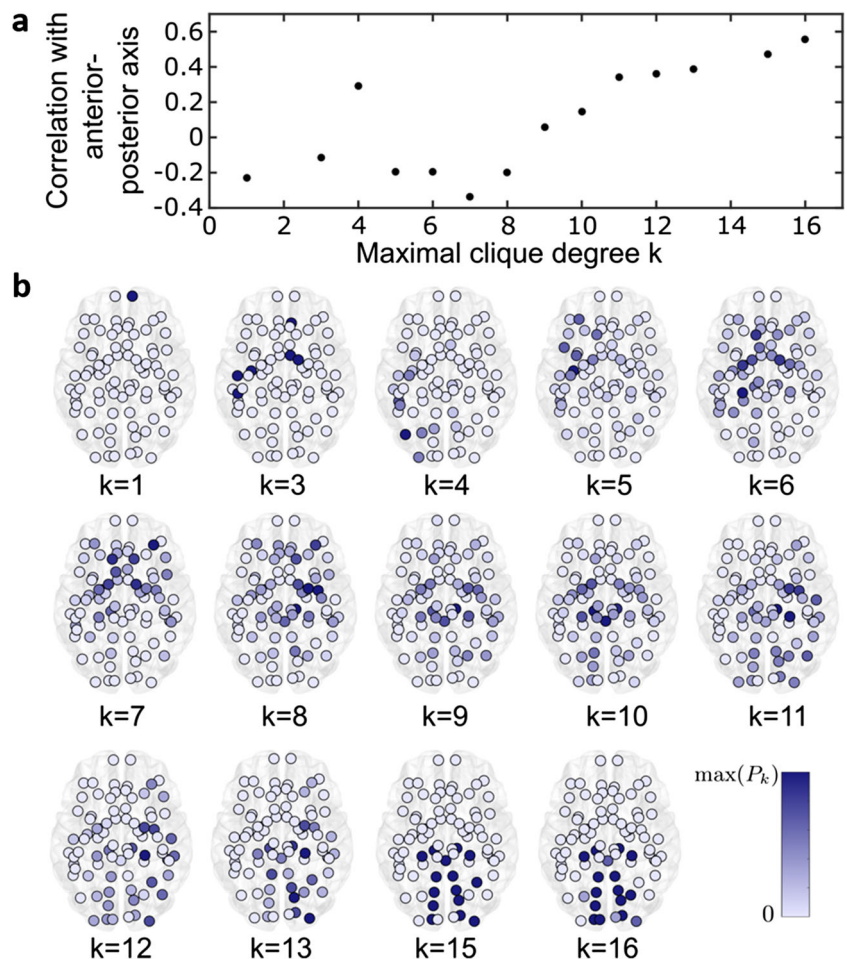 a
Correlation with
anterior-
posterior axis
0.6
0.4
0.2
0
-0.2
-0.4
0 2 4 6 8 10 12 14 16
Maximal clique degree k
b
k=1 k=3 k=4 k=5 k=6
k=7 k=8 k=9 k=10 k=11
max(Pk)
0
k=12 k=13 k=15 k=16